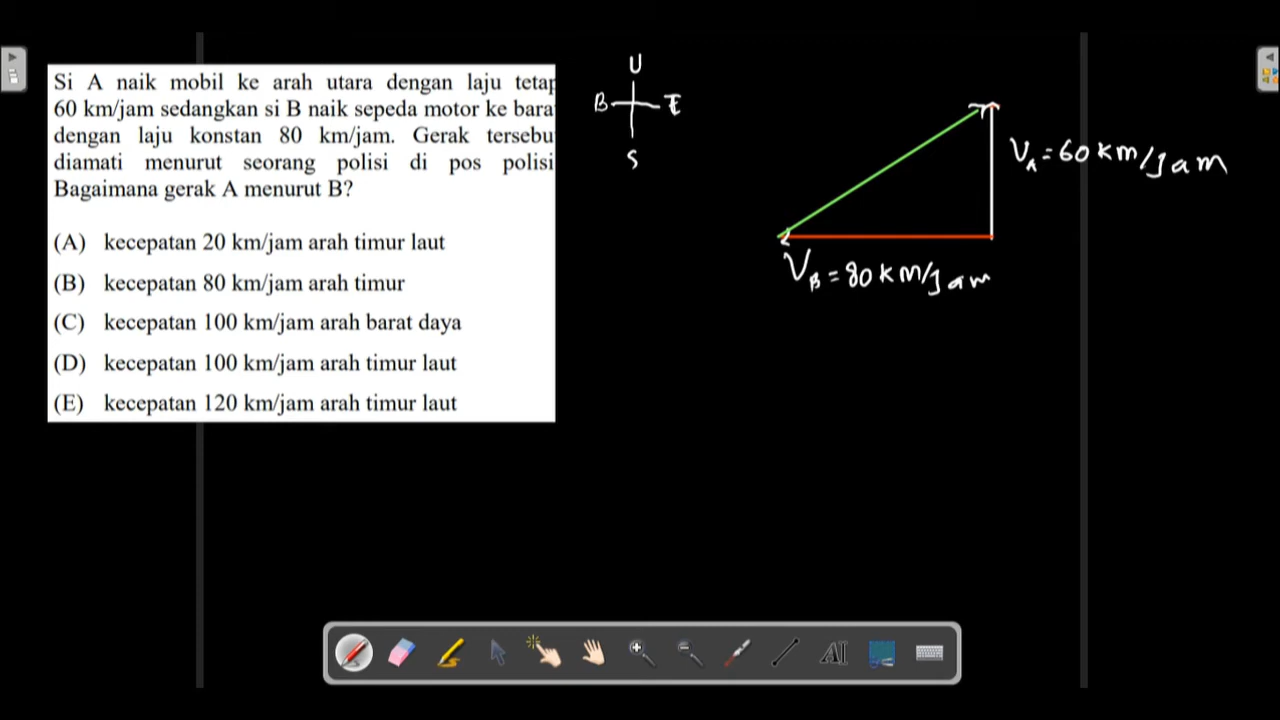 Si A naik mobil ke arah utara dengan laju tetap
60 km/jam sedangkan si B naik sepeda motor ke bara
dengan laju konstan 80 km/jam. Gerak tersebu
diamati menurut seorang polisi di pos polisi
Bagaimana gerak A menurut B?
(A) kecepatan 20 km/jam arah timur laut
(B) kecepatan 80 km/jam arah timur
(C) kecepatan 100 km/jam arah barat daya
(D) kecepatan 100 km/jam arah timur laut
(E) kecepatan 120 km/jam arah timur laut
U
B E
S
VA = 60 km/jam
VB = 80 km/jam
AI